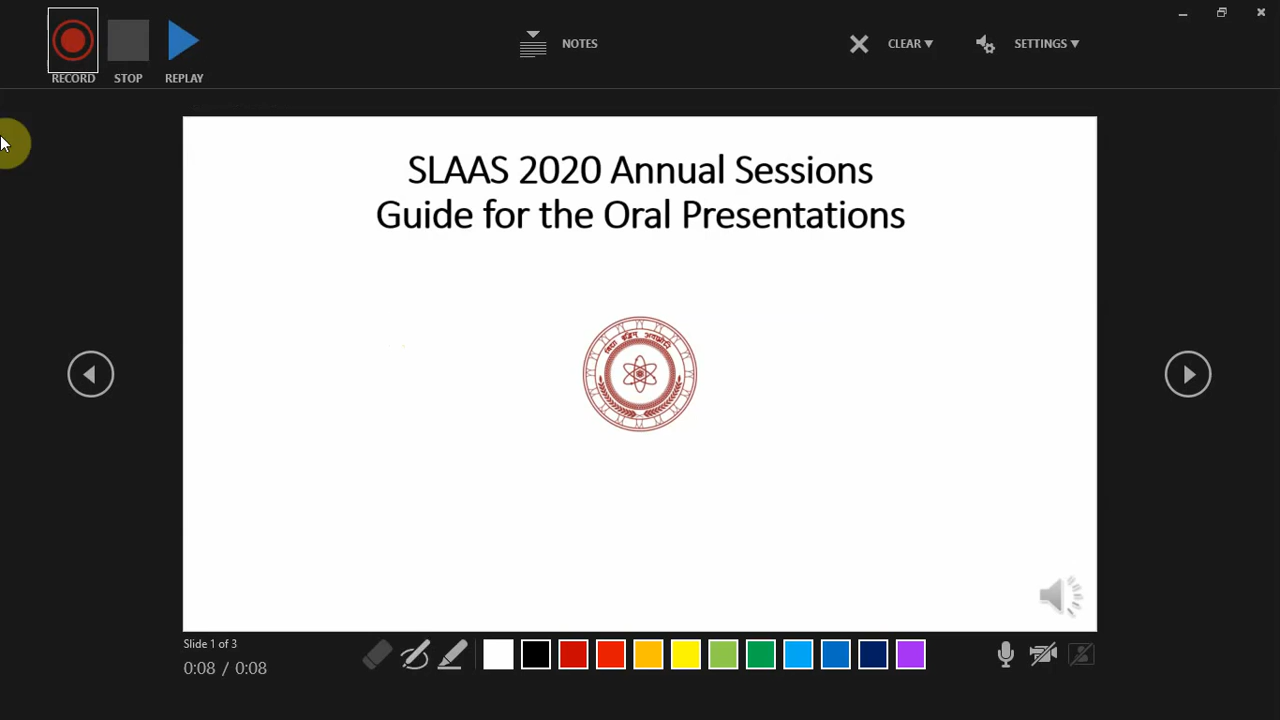 RECORD
STOP
REPLAY
NOTES
CLEAR
SETTINGS
SLAAS 2020 Annual Sessions
Guide for the Oral Presentations
Slide 1 of 3
0:08 / 0:08